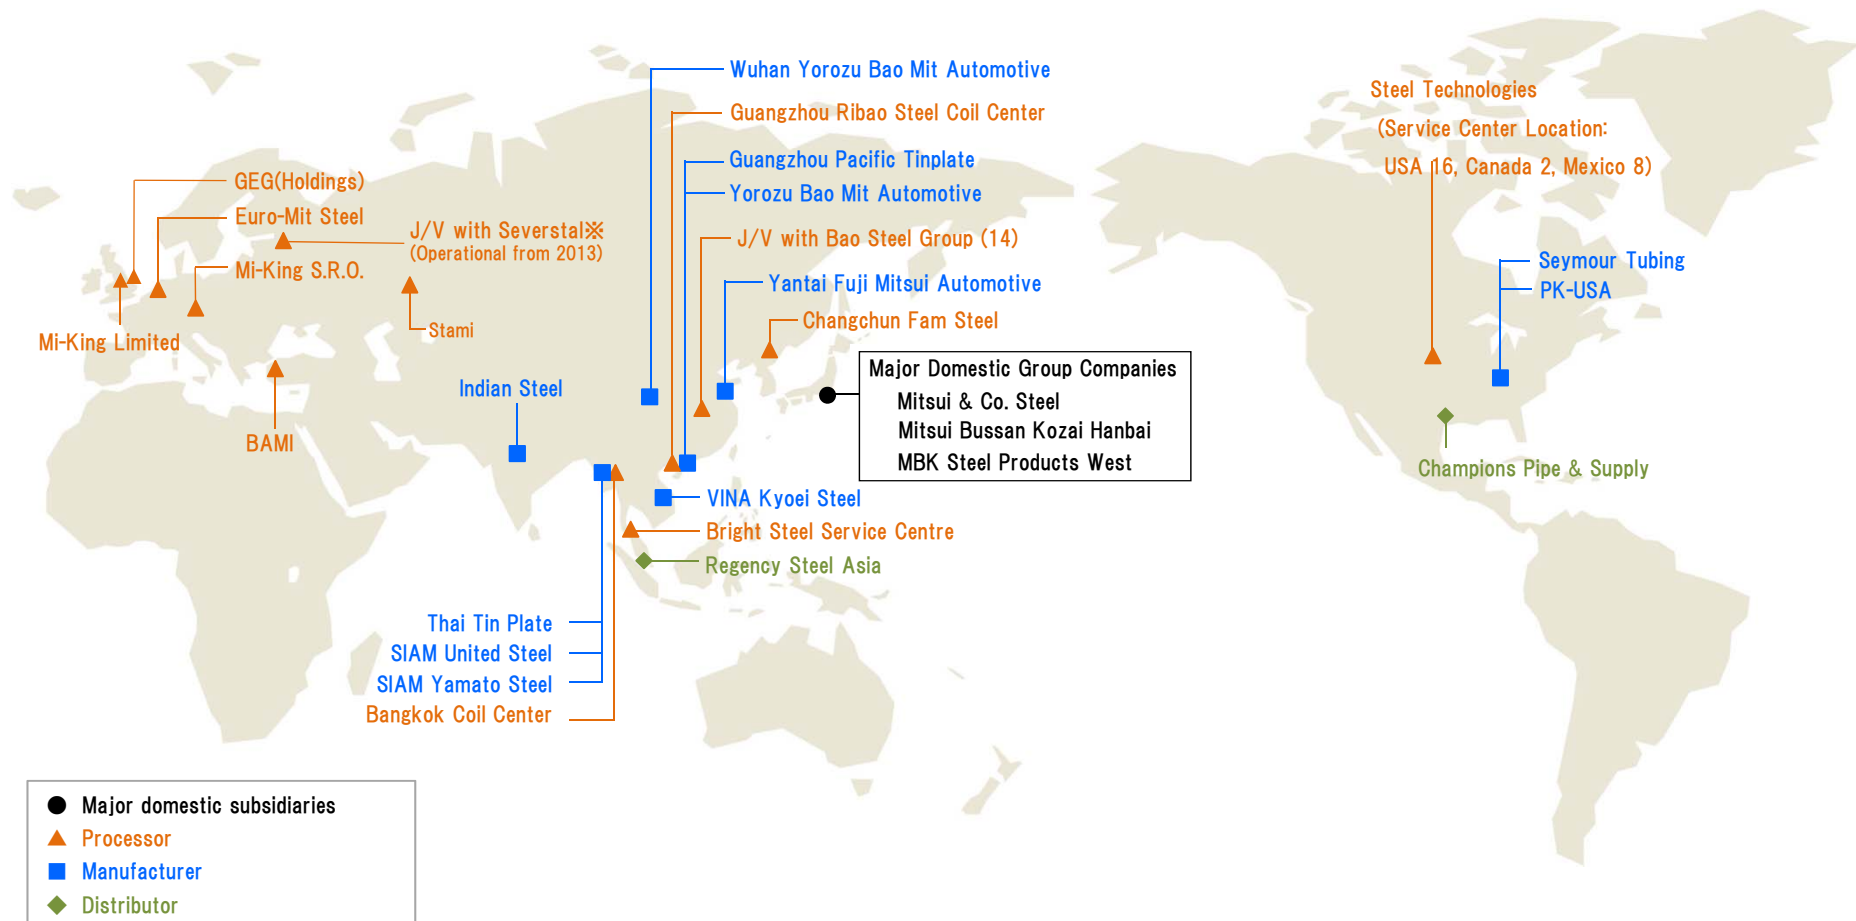 Wuhan Yorozu Bao Mit Automotive
Guangzhou Ribao Steel Coil Center
Guangzhou Pacific Tinplate
Yorozu Bao Mit Automotive
J/V with Bao Steel Group (14)
Yantai Fuji Mitsui Automotive
Changchun Fam Steel
Steel Technologies
(Service Center Location:
USA 16, Canada 2, Mexico 8)
GEG(Holdings)
Euro-Mit Steel
J/V with Severstal※
(Operational from 2013)
Mi-King S.R.O.
Mi-King Limited
Stami
BAMI
Indian Steel
Seymour Tubing
PK-USA
Major Domestic Group Companies
Mitsui & Co. Steel
Mitsui Bussan Kozai Hanbai
MBK Steel Products West
Champions Pipe & Supply
VINA Kyoei Steel
Bright Steel Service Centre
Regency Steel Asia
Thai Tin Plate
SIAM United Steel
SIAM Yamato Steel
Bangkok Coil Center
Major domestic subsidiaries
Processor
Manufacturer
Distributor